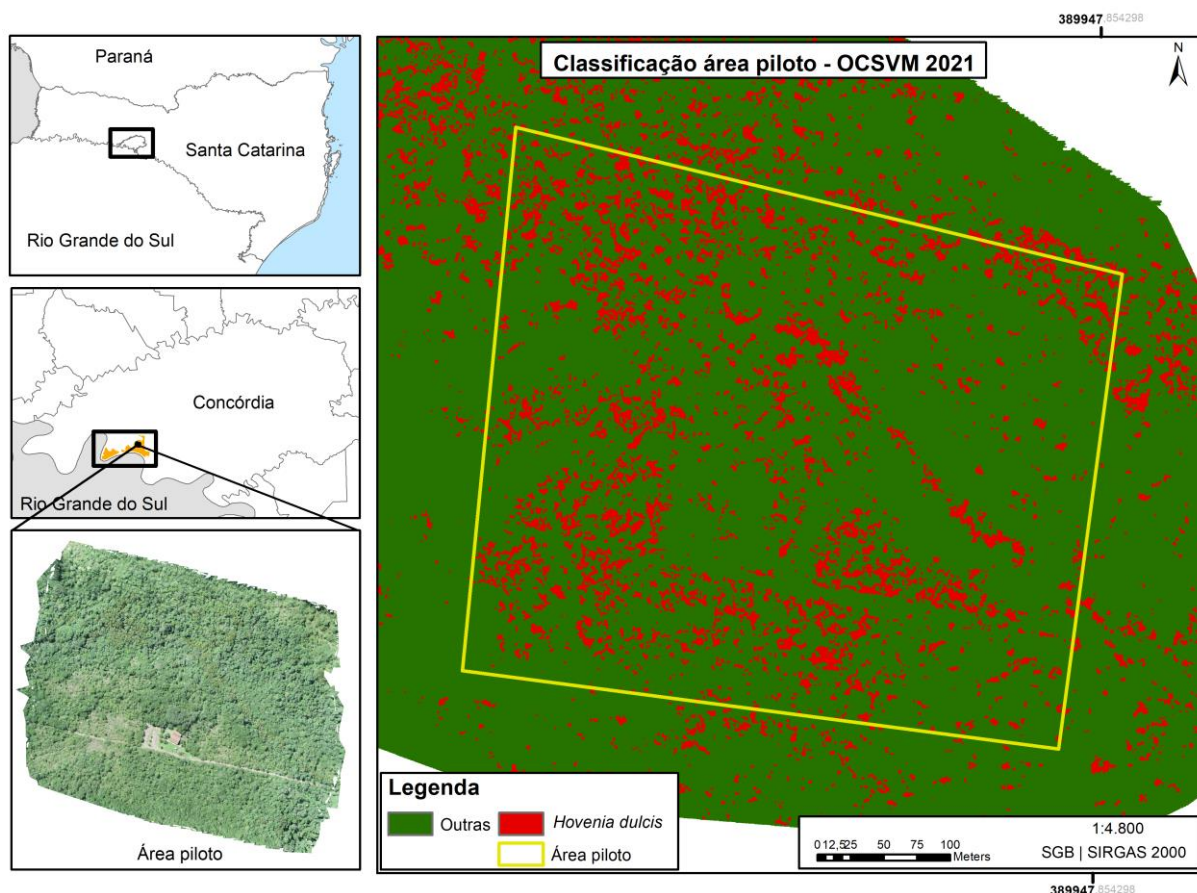 389947,854298
Paraná
Santa Catarina
Rio Grande do Sul
Concórdia
Rio Grande do Sul
Área piloto
Classificação área piloto - OCSVM 2021
N
Legenda
Outras
Hovenia dulcis
Área piloto
1:4.800
0 12,525 50 75 100
Meters
SGB | SIRGAS 2000
389947,854298